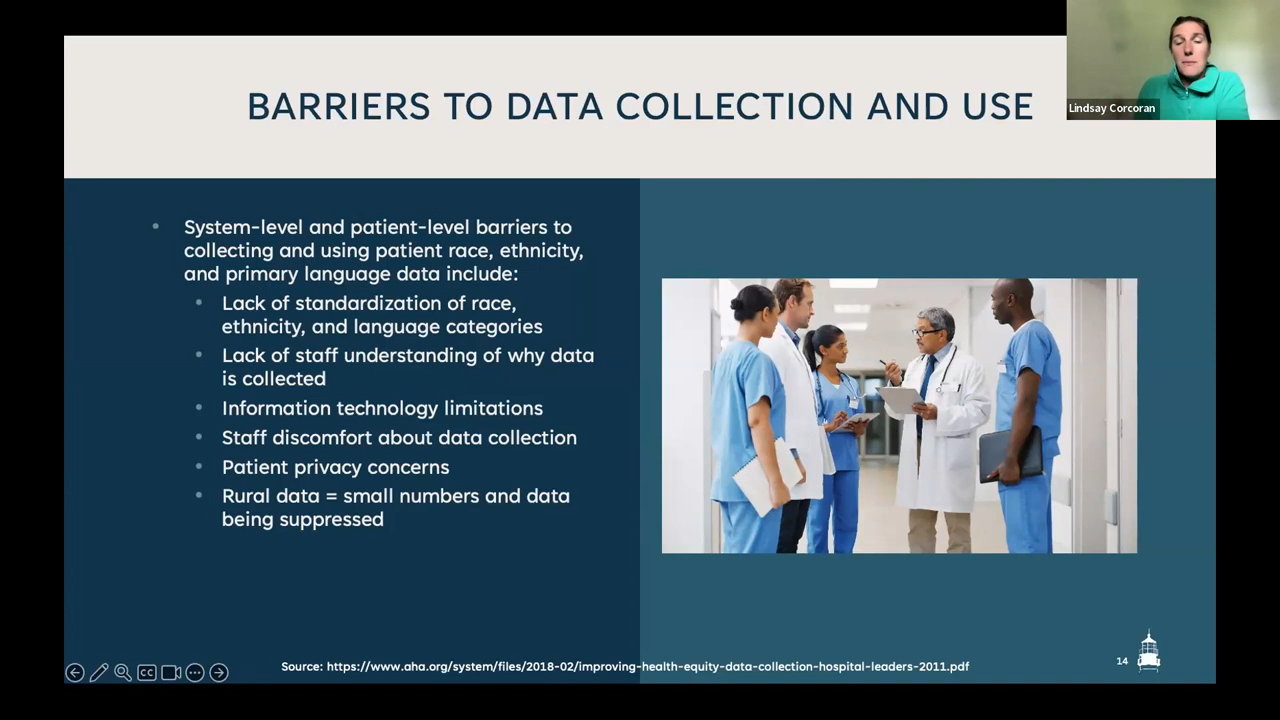 BARRIERS TO DATA COLLECTION AND USE
Lindsay Corcoran
System-level and patient-level barriers to
collecting and using patient race, ethnicity,
and primary language data include:
Lack of standardization of race,
ethnicity, and language categories
Lack of staff understanding of why data
is collected
Information technology limitations
Staff discomfort about data collection
Patient privacy concerns
Rural data = small numbers and data
being suppressed
CC
Source: https://www.aha.org/system/files/2018-02/improving-health-equity-data-collection-hospital-leaders-2011.pdf
14